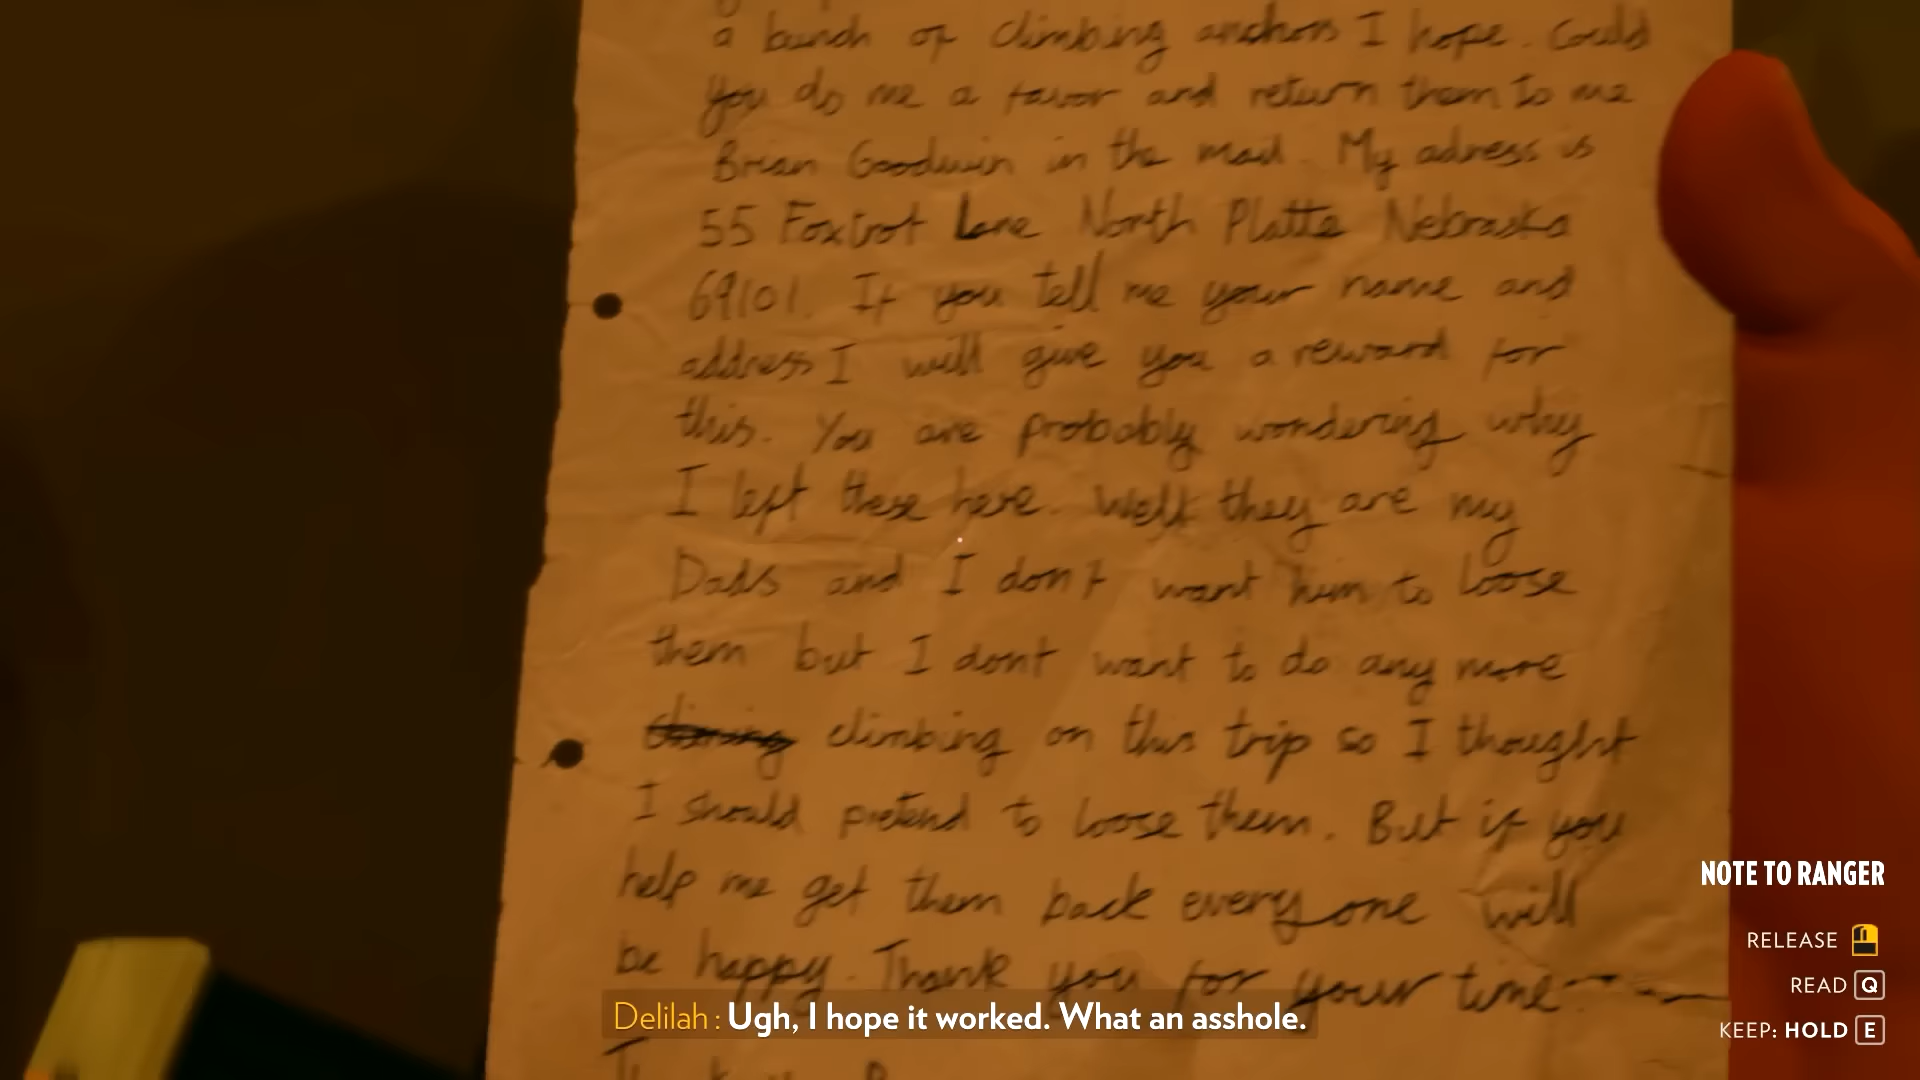 a bunch of climbing anchors I hope. Could
you do me a favor and return them to me
Brian Goodwin in the mail. My adress is
55 Foxtrot Lane North Platte Nebraska
69101. If you tell me your name and
address I will give you a reward for
this. You are probably wondering why
I left these here. Well they are my
Dads and I don't want him to loose
them but I dont want to do any more
climbing on this trip so I thought
I should pretend to loose them. But if you
help me get them back everyone will
be happy. Thank you for your time
NOTE TO RANGER
RELEASE
READ Q
KEEP: HOLD E
Delilah: Ugh, I hope it worked. What an asshole.